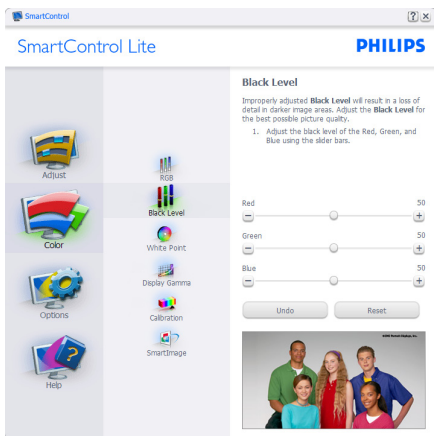 SmartControl
SmartControl Lite
PHILIPS
Adjust
Color
Options
Help
RGB
Black Level
White Point
Display Gamma
Calibration
SmartImage
Black Level
Improperly adjusted Black Level will result in a loss of
detail in darker image areas. Adjust the Black Level for
the best possible picture quality.
1. Adjust the black level of the Red, Green, and
Blue using the slider bars.
Red 50
Green 50
Blue 50
Undo Reset